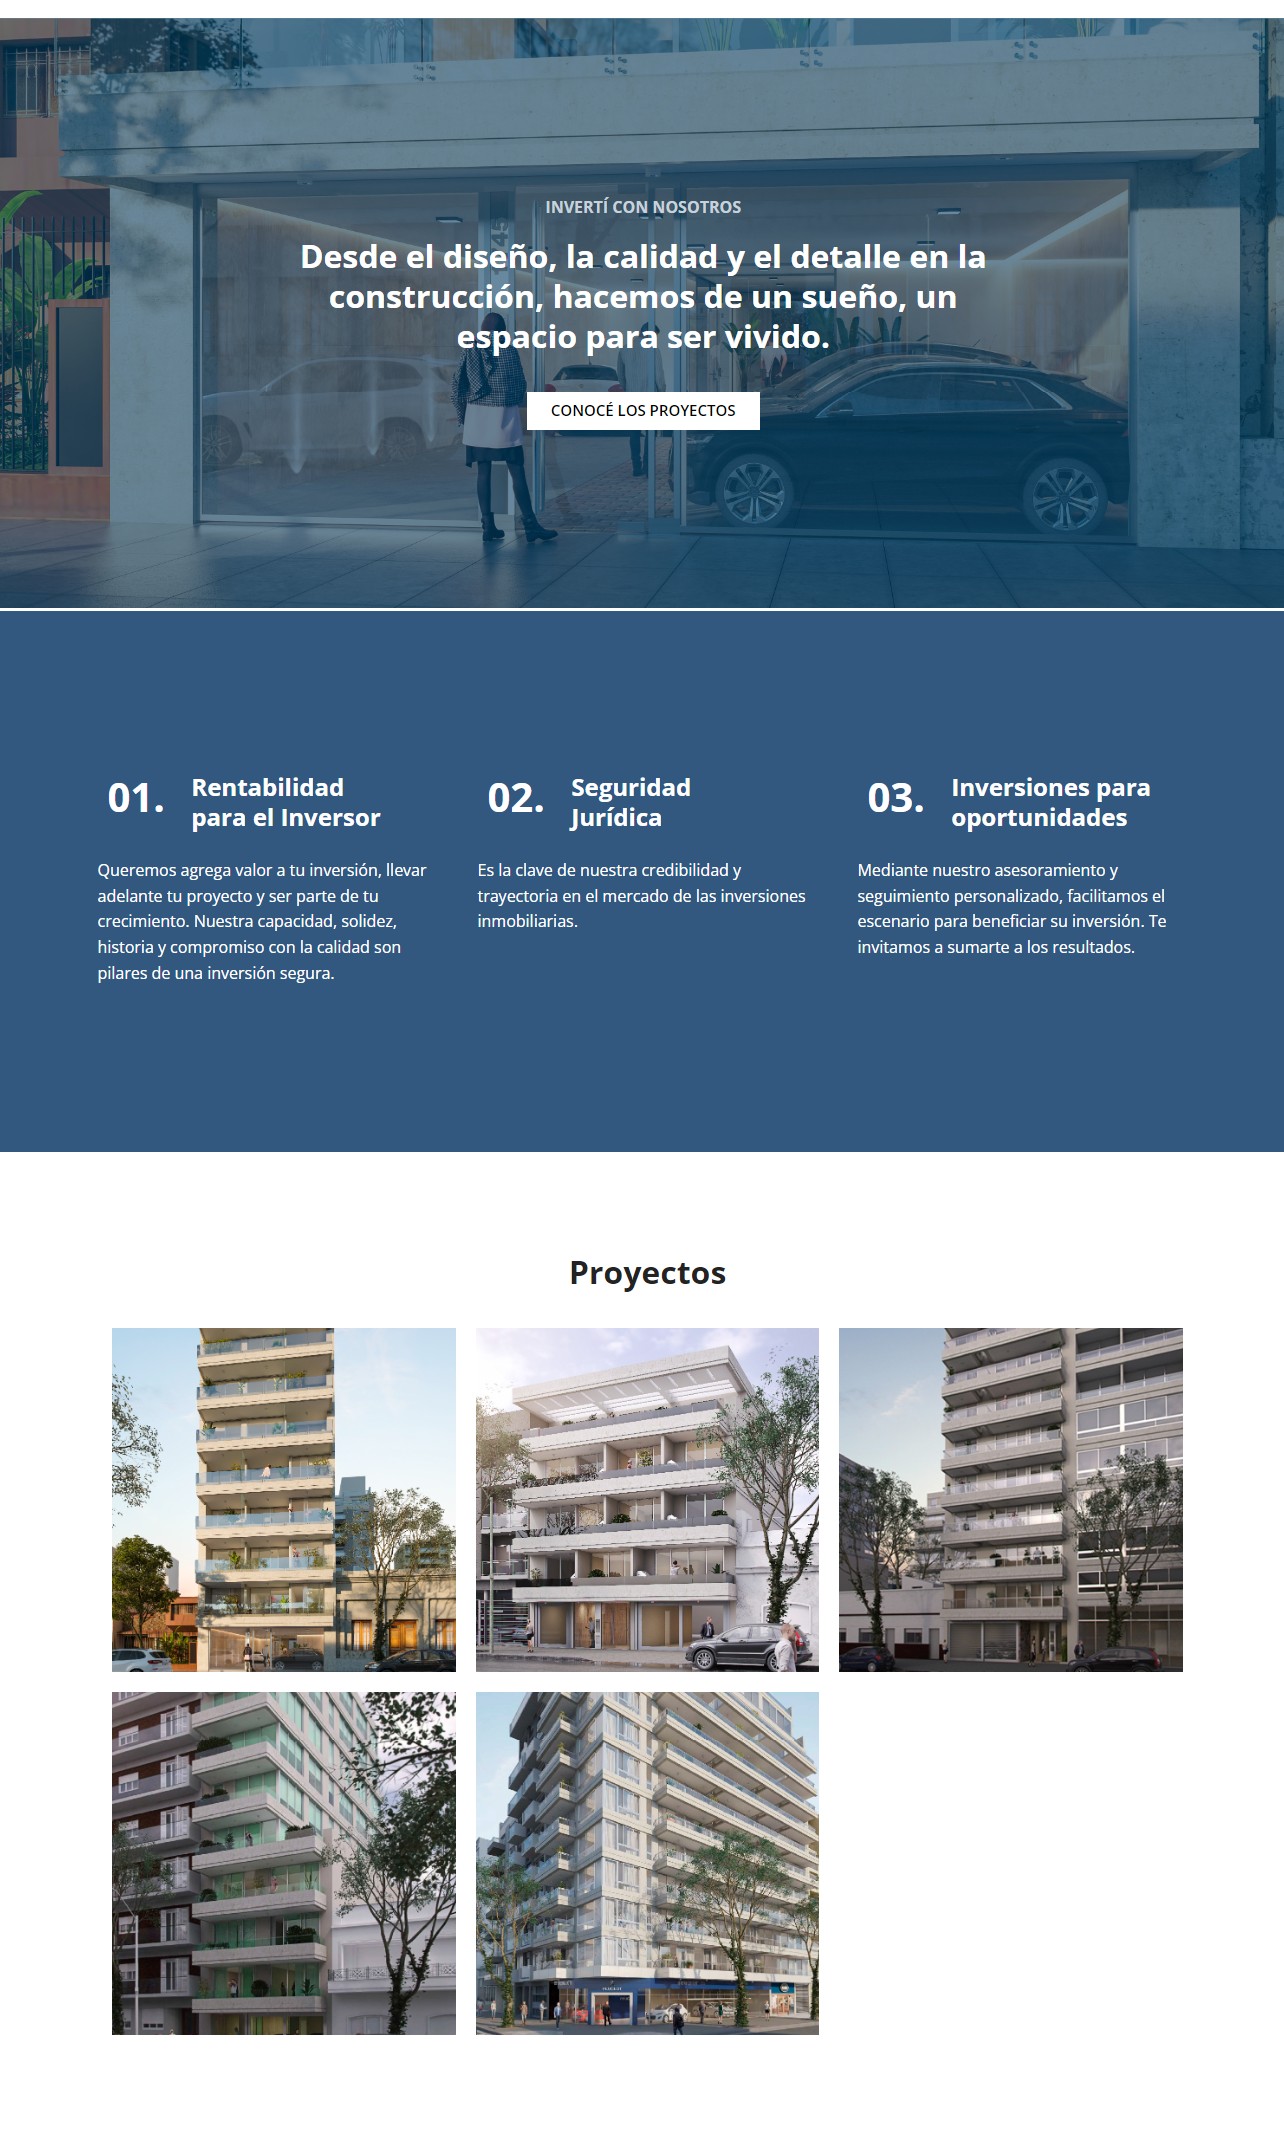 INVERTÍ CON NOSOTROS
Desde el diseño, la calidad y el detalle en la
construcción, hacemos de un sueño, un
espacio para ser vivido.
CONOCÉ LOS PROYECTOS
01.
Rentabilidad
para el Inversor
Queremos agrega valor a tu inversión, llevar
adelante tu proyecto y ser parte de tu
crecimiento. Nuestra capacidad, solidez,
historia y compromiso con la calidad son
pilares de una inversión segura.
02.
Seguridad
Jurídica
Es la clave de nuestra credibilidad y
trayectoria en el mercado de las inversiones
inmobiliarias.
03.
Inversiones para
oportunidades
Mediante nuestro asesoramiento y
seguimiento personalizado, facilitamos el
escenario para beneficiar su inversión. Te
invitamos a sumarte a los resultados.
Proyectos